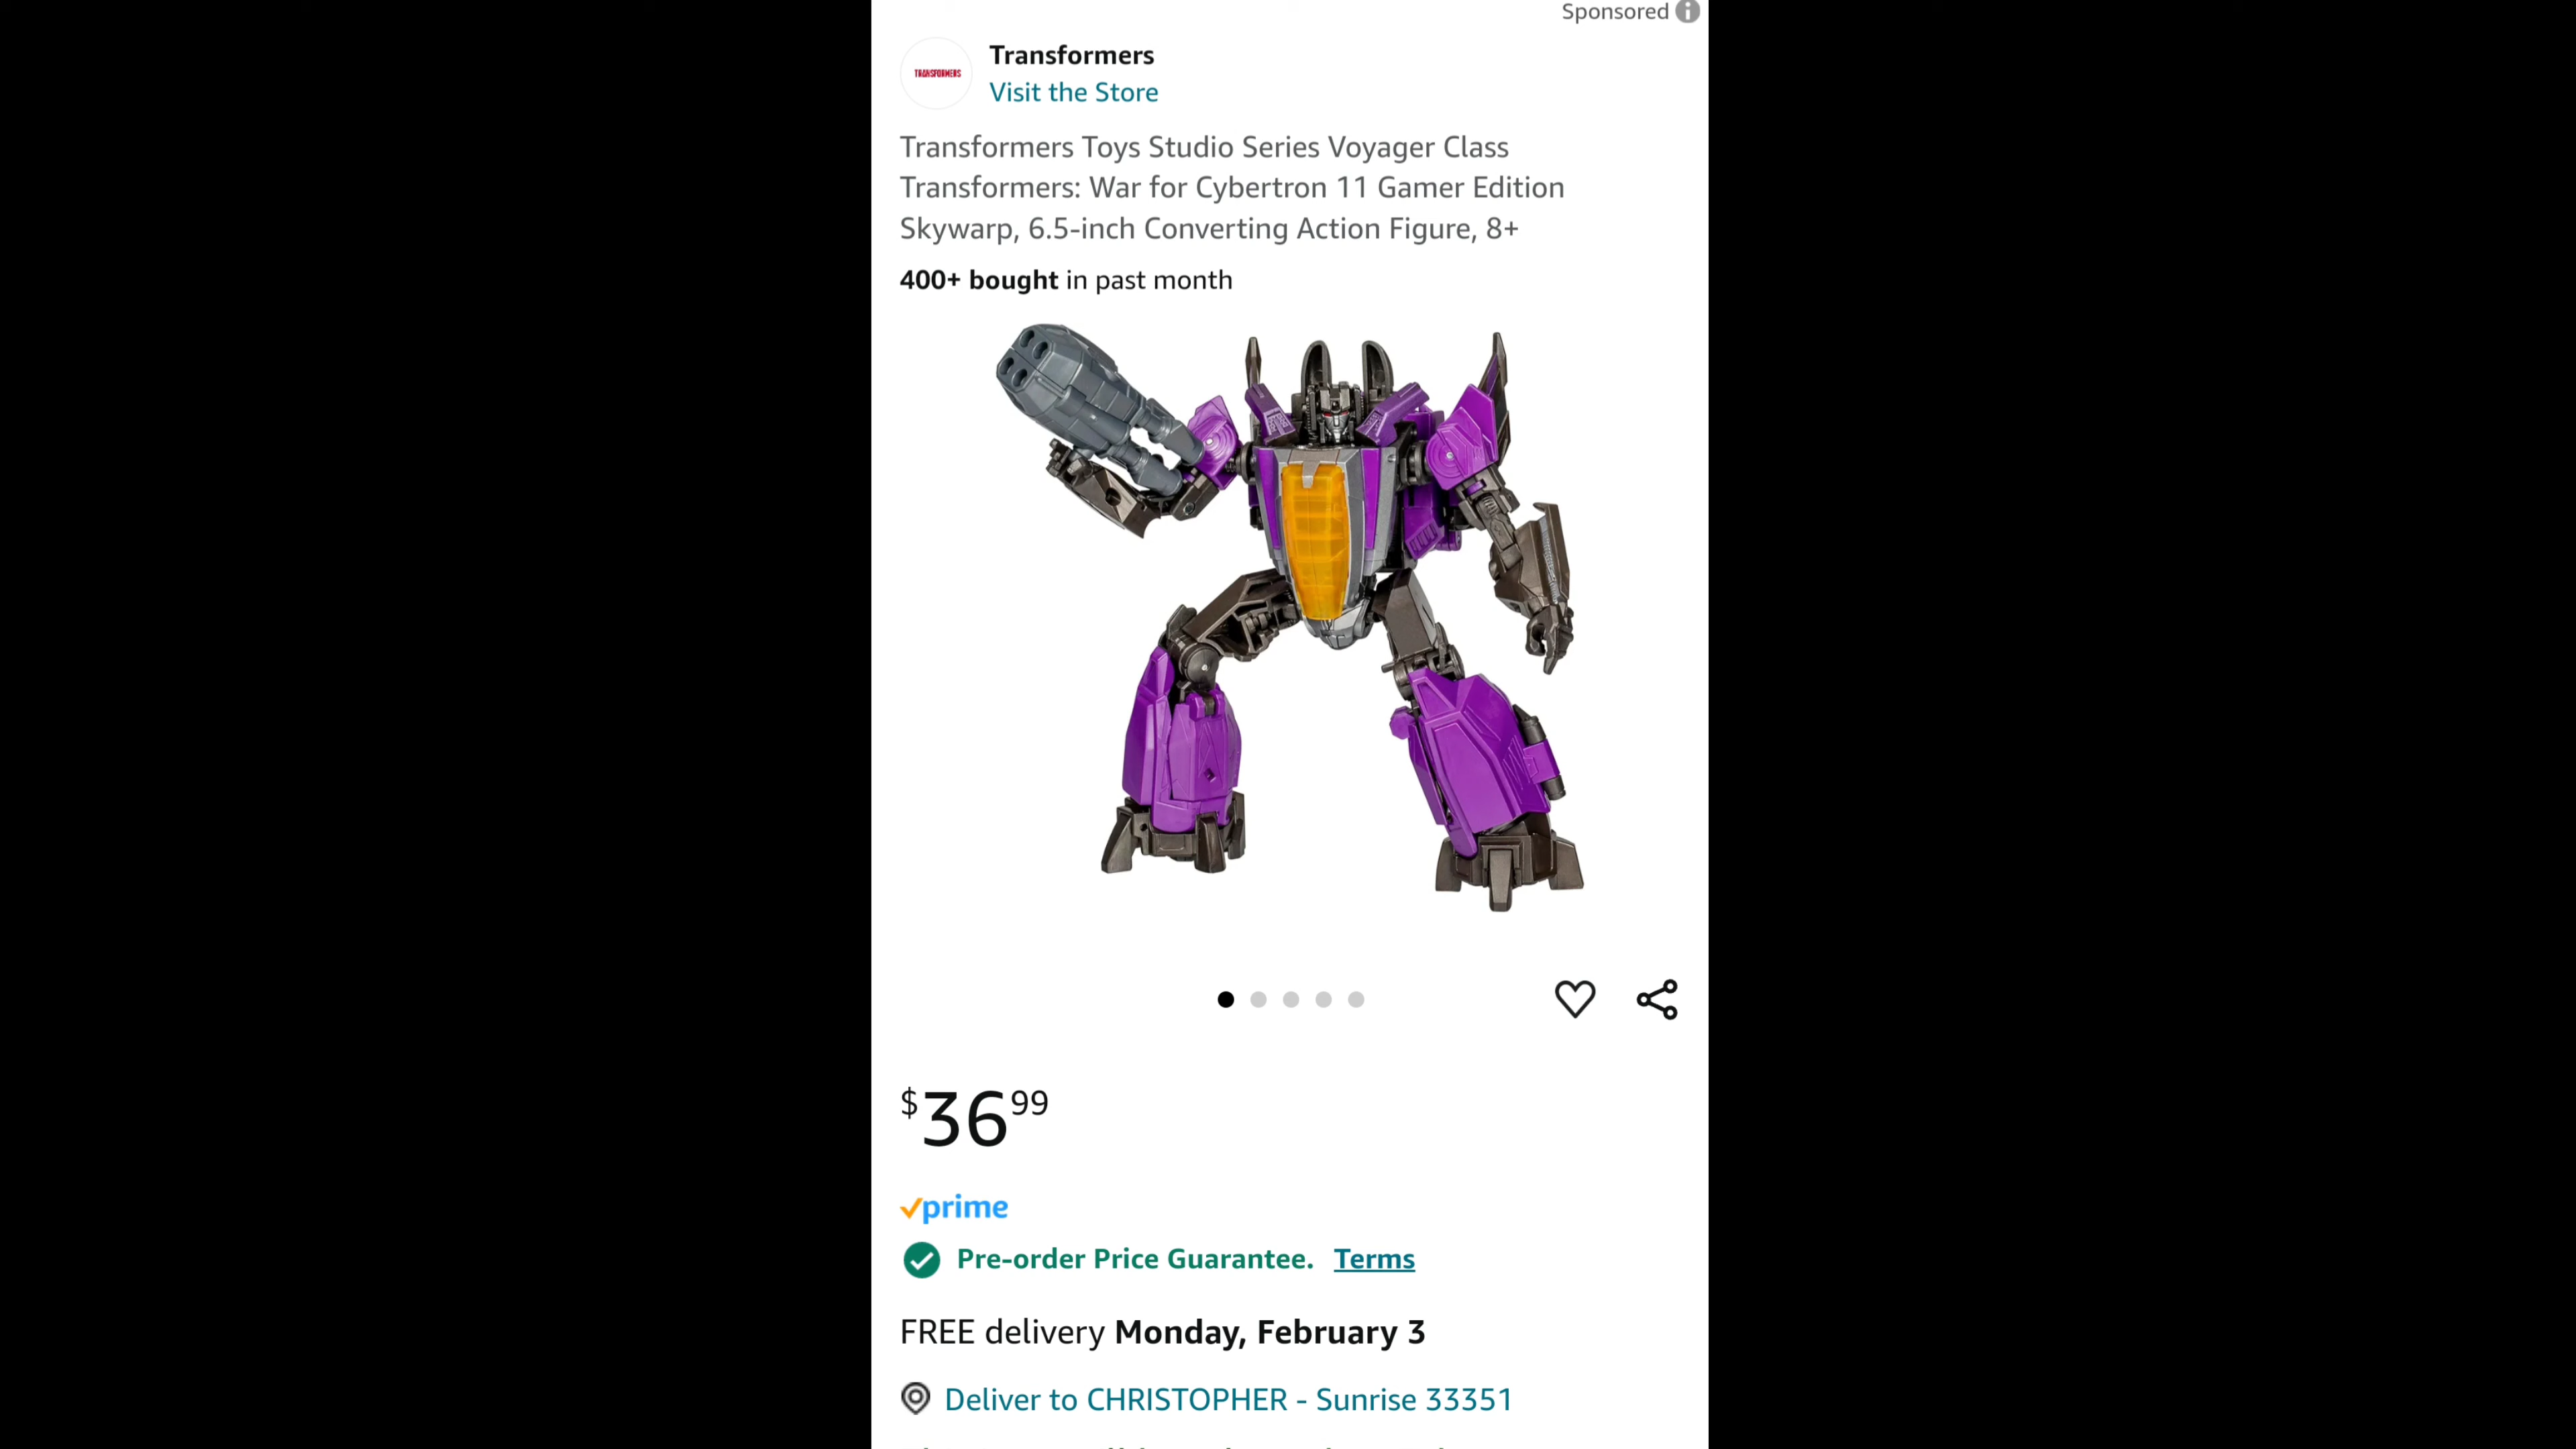 Sponsored
TRANSFORMERS
Transformers
Visit the Store
Transformers Toys Studio Series Voyager Class
Transformers: War for Cybertron 11 Gamer Edition
Skywarp, 6.5-inch Converting Action Figure, 8+
400+ bought in past month
$36 99
prime
Pre-order Price Guarantee. Terms
FREE delivery Monday, February 3
Deliver to CHRISTOPHER - Sunrise 33351